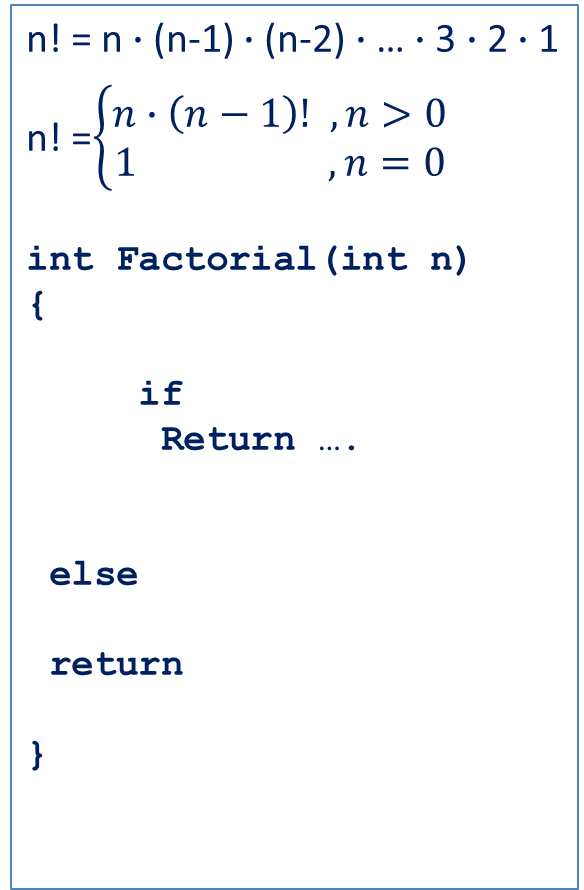 n! = n · (n-1) · (n-2) · … · 3 · 2 · 1
n! = { n · (n − 1)! , n > 0
1 , n = 0
int Factorial(int n)
{
if
Return ….
else
return
}